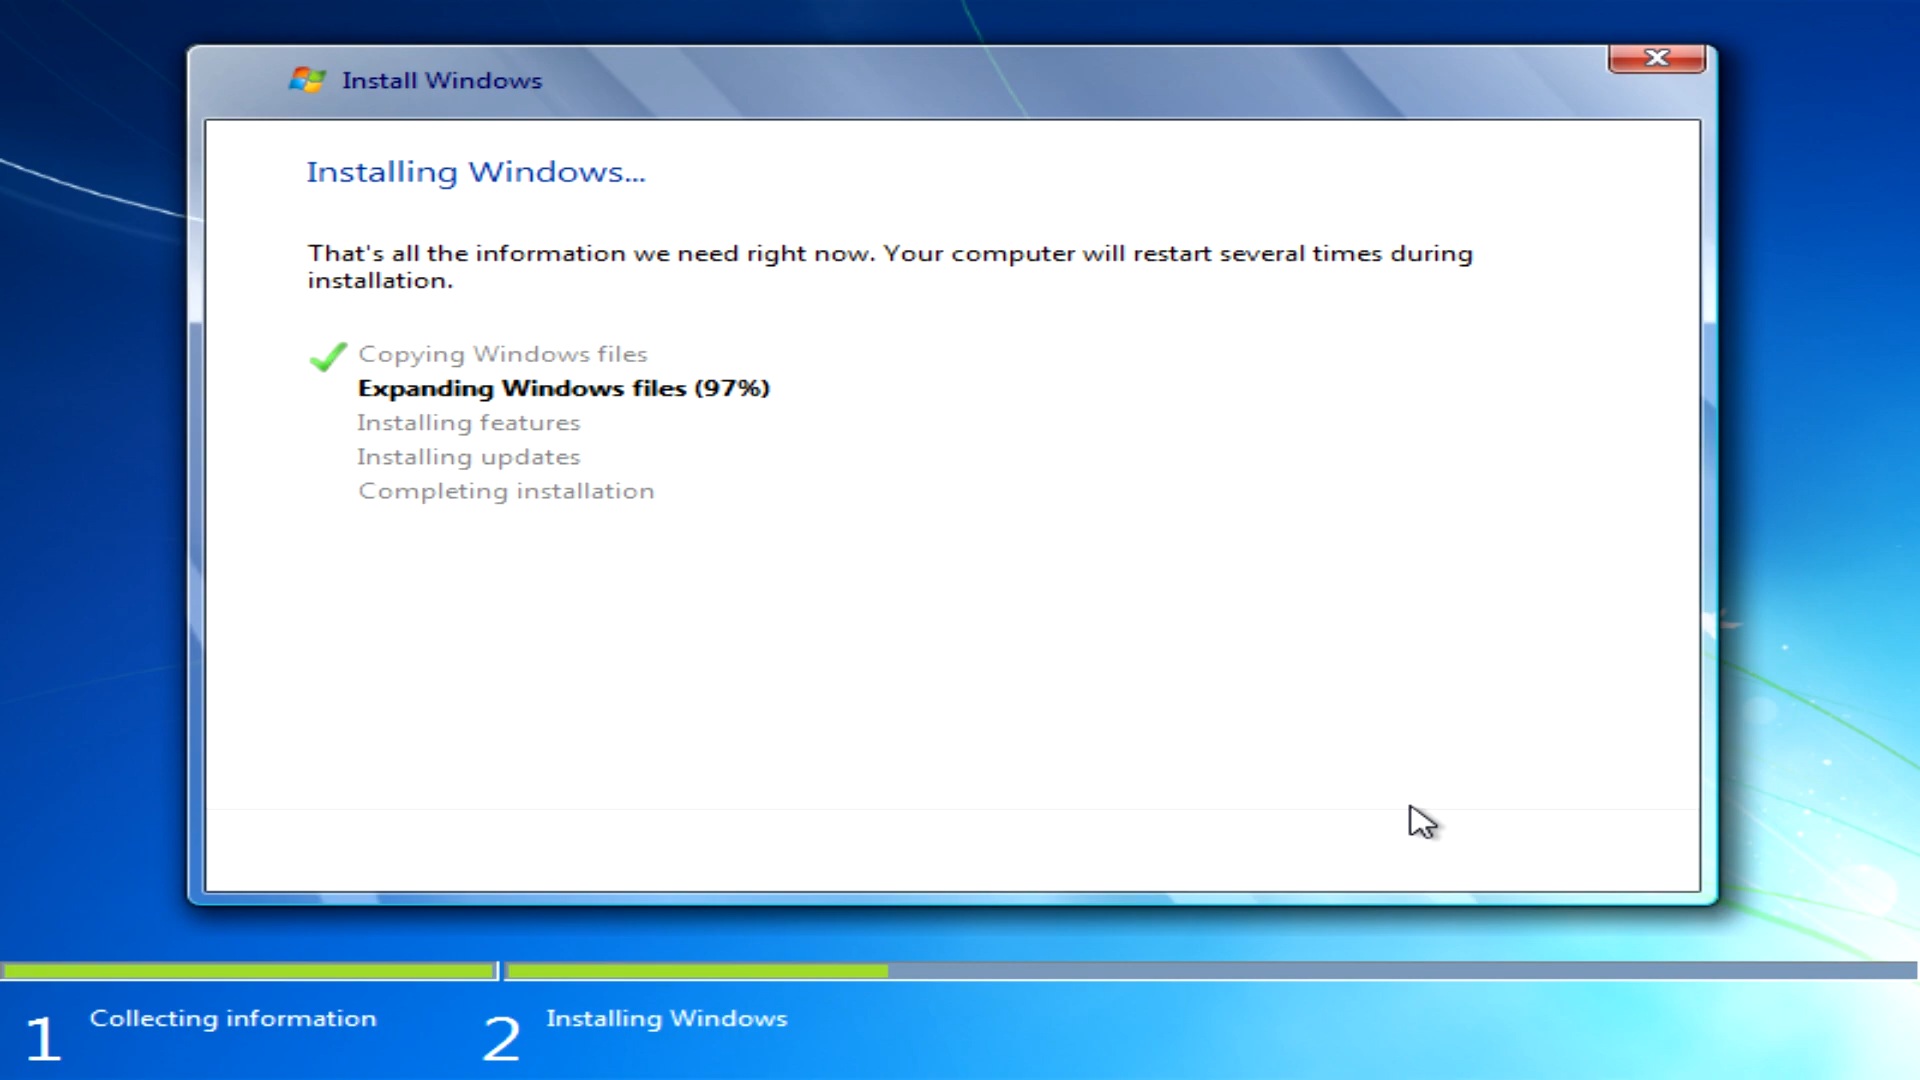 Install Windows
Installing Windows...
That's all the information we need right now. Your computer will restart several times during
installation.
Copying Windows files
Expanding Windows files (97%)
Installing features
Installing updates
Completing installation
1 Collecting information
2 Installing Windows